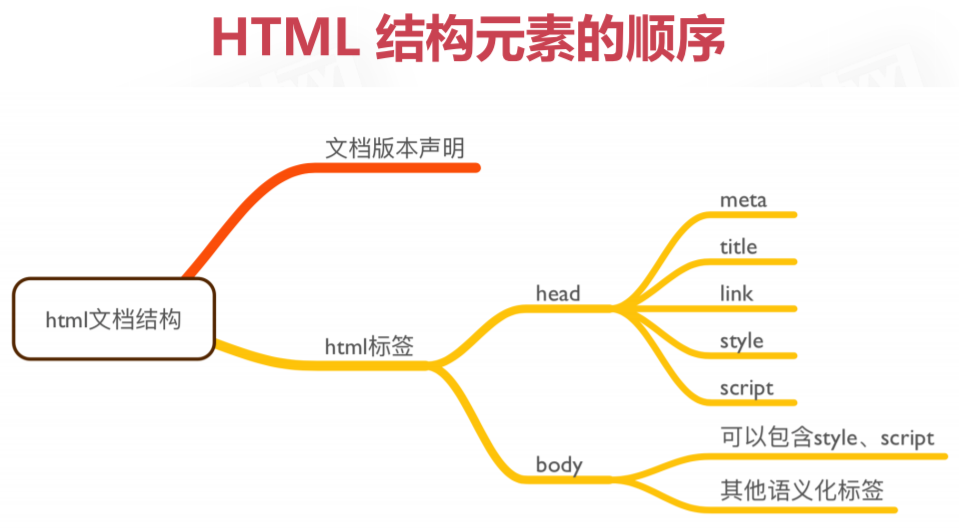 HTML 结构元素的顺序
文档版本声明
html文档结构
html标签
head
meta
title
link
style
script
body
可以包含style、script
其他语义化标签